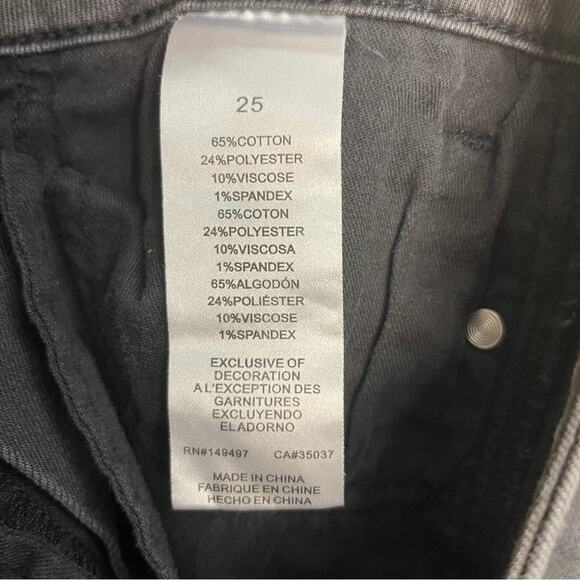 25
65%COTTON
24%POLYESTER
10%VISCOSE
1%SPANDEX
65%COTON
24%POLYESTER
10%VISCOSA
1%SPANDEX
65%ALGODÓN
24%POLIÉSTER
10%VISCOSE
1%SPANDEX
EXCLUSIVE OF
DECORATION
A L'EXCEPTION DES
GARNITURES
EXCLUYENDO
ELADORNO
RN#149497 CA#35037
MADE IN CHINA
FABRIQUE EN CHINE
HECHO EN CHINA